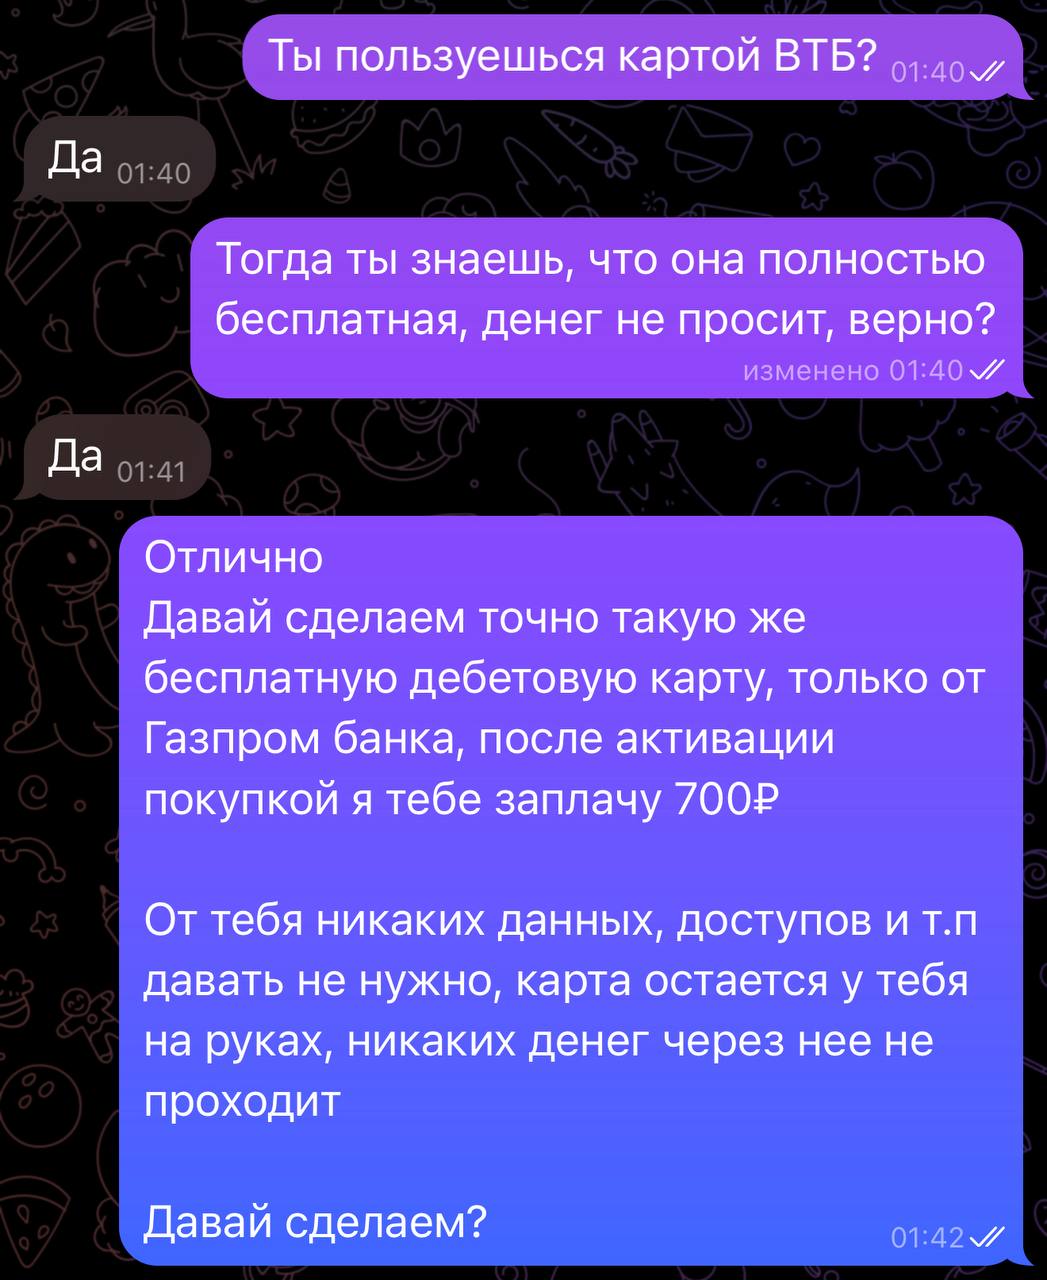 Ты пользуешься картой ВТБ? 01:40
Да 01:40
Тогда ты знаешь, что она полностью
бесплатная, денег не просит, верно?
изменено 01:40
Да 01:41
Отлично
Давай сделаем точно такую же
бесплатную дебетовую карту, только от
Газпром банка, после активации
покупкой я тебе заплачу 700₽
От тебя никаких данных, доступов и т.п
давать не нужно, карта остается у тебя
на руках, никаких денег через нее не
проходит
Давай сделаем?
01:42